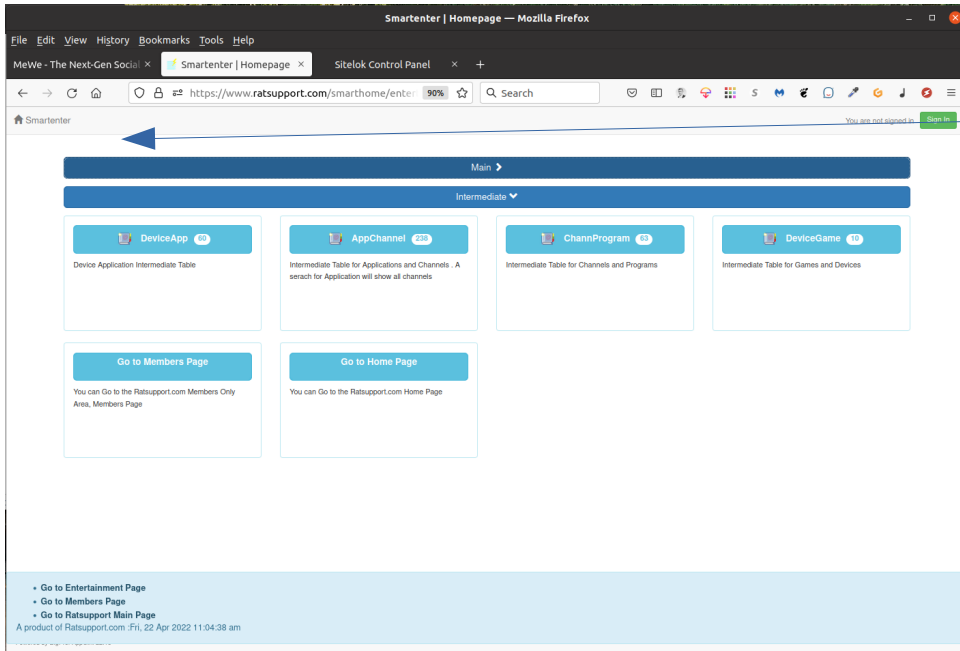 Smartenter | Homepage — Mozilla Firefox
File Edit View History Bookmarks Tools Help
MeWe - The Next-Gen Social × Smartenter | Homepage × Sitelok Control Panel × +
https://www.ratsupport.com/smarthome/enter 90% Search
Smartenter You are not signed in Sign In
Main
Intermediate
DeviceApp 60 AppChannel 238 ChannProgram 63 DeviceGame 10
Device Application Intermediate Table Intermediate Table for Applications and Channels . A Intermediate Table for Channels and Programs Intermediate Table for Games and Devices
serach for Application will show all channels
Go to Members Page Go to Home Page
You can Go to the Ratsupport.com Members Only You can Go to the Ratsupport.com Home Page
Area, Members Page
• Go to Entertainment Page
• Go to Members Page
• Go to Ratsupport Main Page
A product of Ratsupport.com :Fri, 22 Apr 2022 11:04:38 am